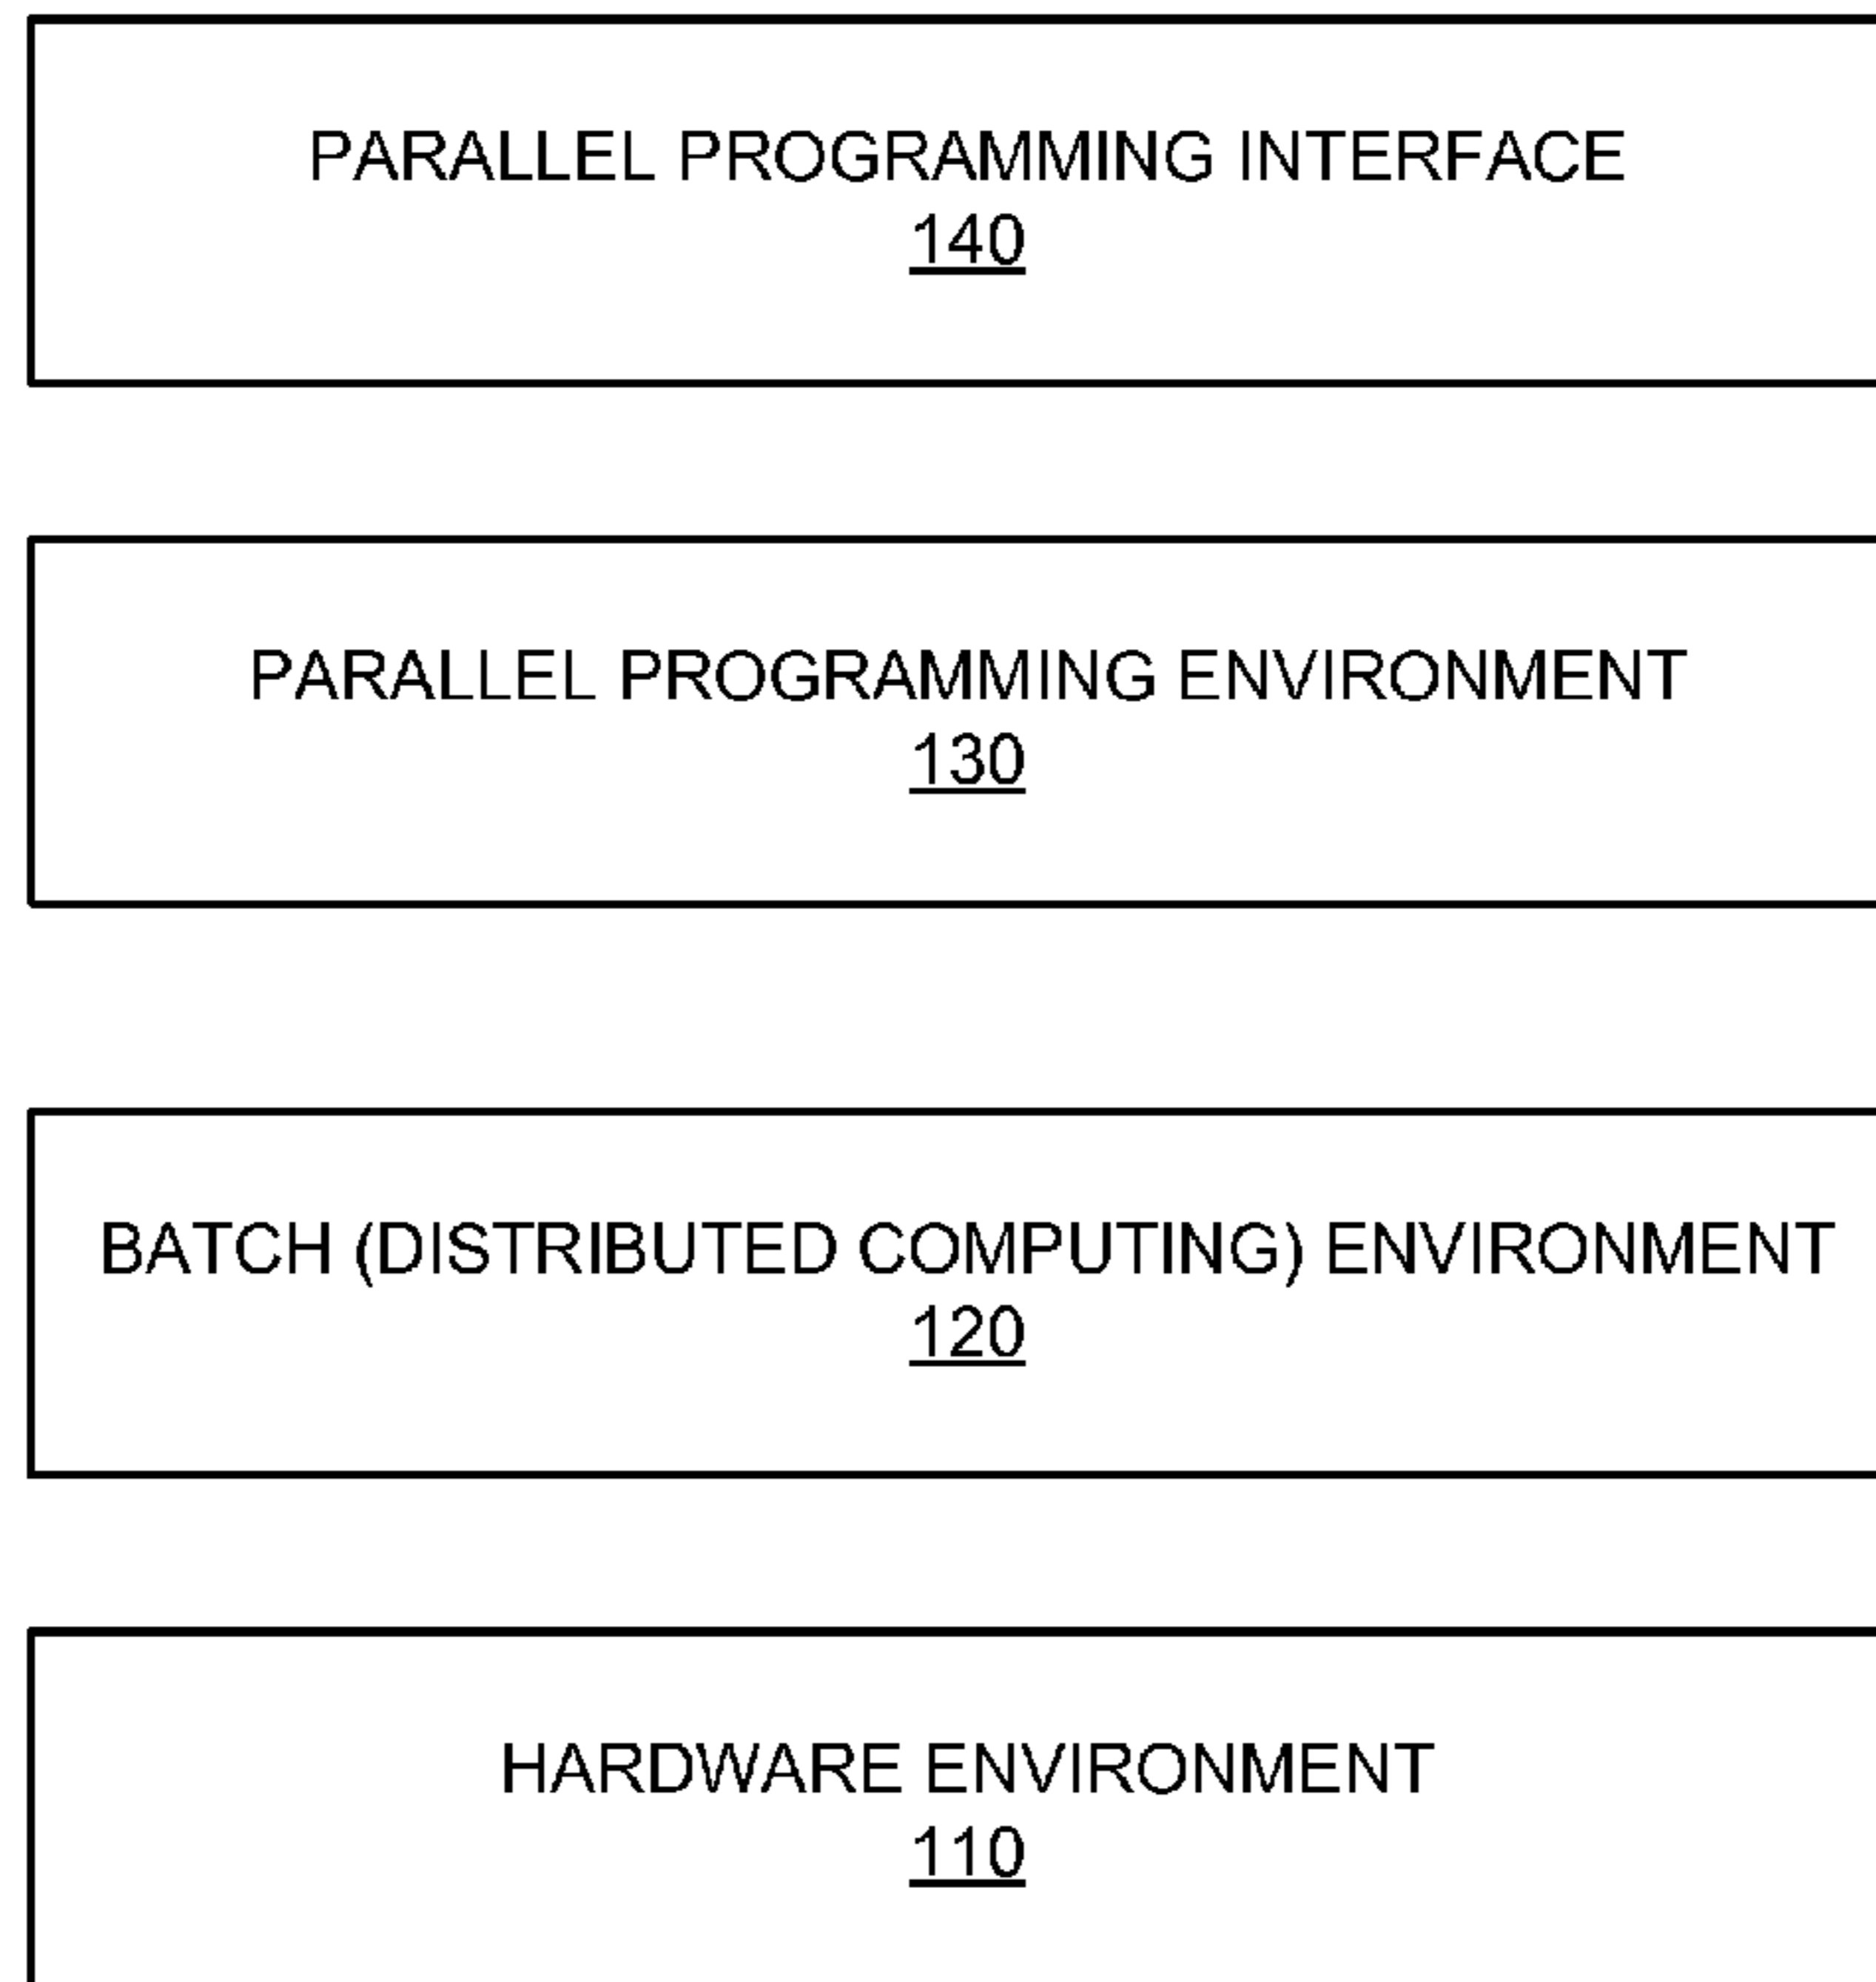 PARALLEL PROGRAMMING INTERFACE
140
PARALLEL PROGRAMMING ENVIRONMENT
130
BATCH (DISTRIBUTED COMPUTING) ENVIRONMENT
120
HARDWARE ENVIRONMENT
110